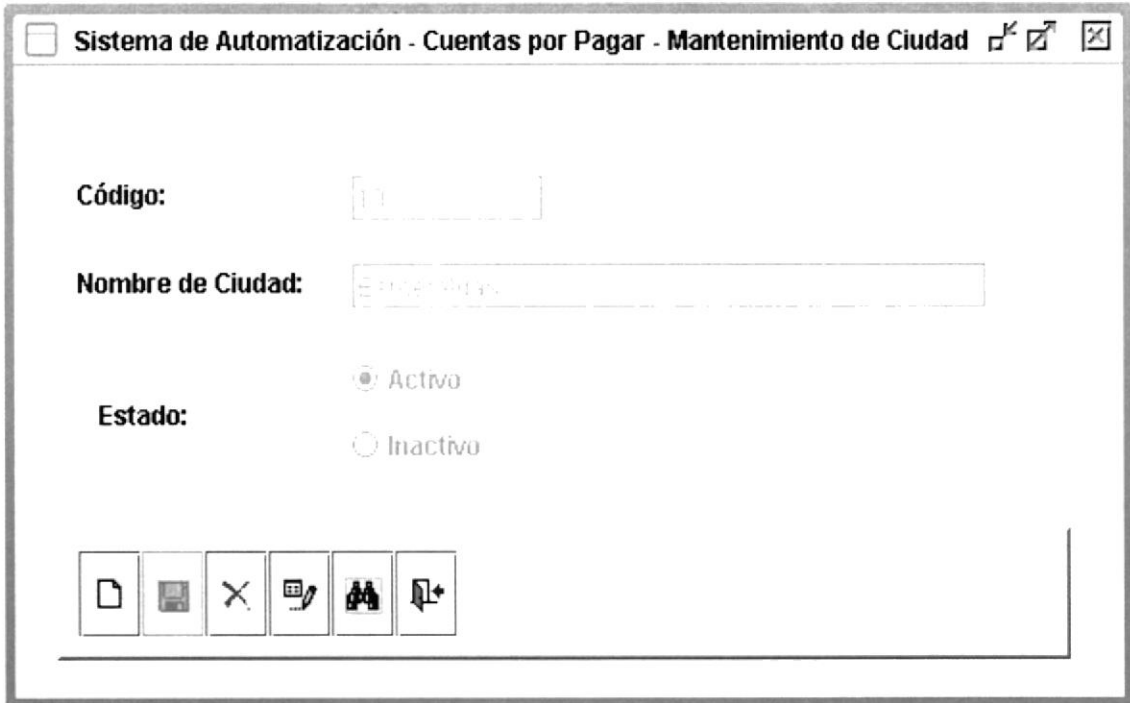 Sistema de Automatización - Cuentas por Pagar - Mantenimiento de Ciudad
Código:
Nombre de Ciudad:
Activo
Estado:
Inactivo